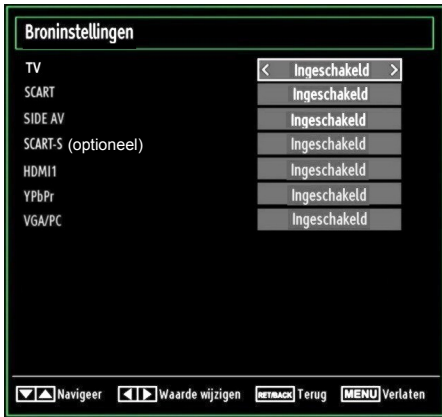 Broninstellingen
TV < Ingeschakeld >
SCART Ingeschakeld
SIDE AV Ingeschakeld
SCART-S (optioneel) Ingeschakeld
HDMI1 Ingeschakeld
YPbPr Ingeschakeld
VGA/PC Ingeschakeld
▼▲ Navigeer ◀▶ Waarde wijzigen RET/BACK Terug MENU Verlaten